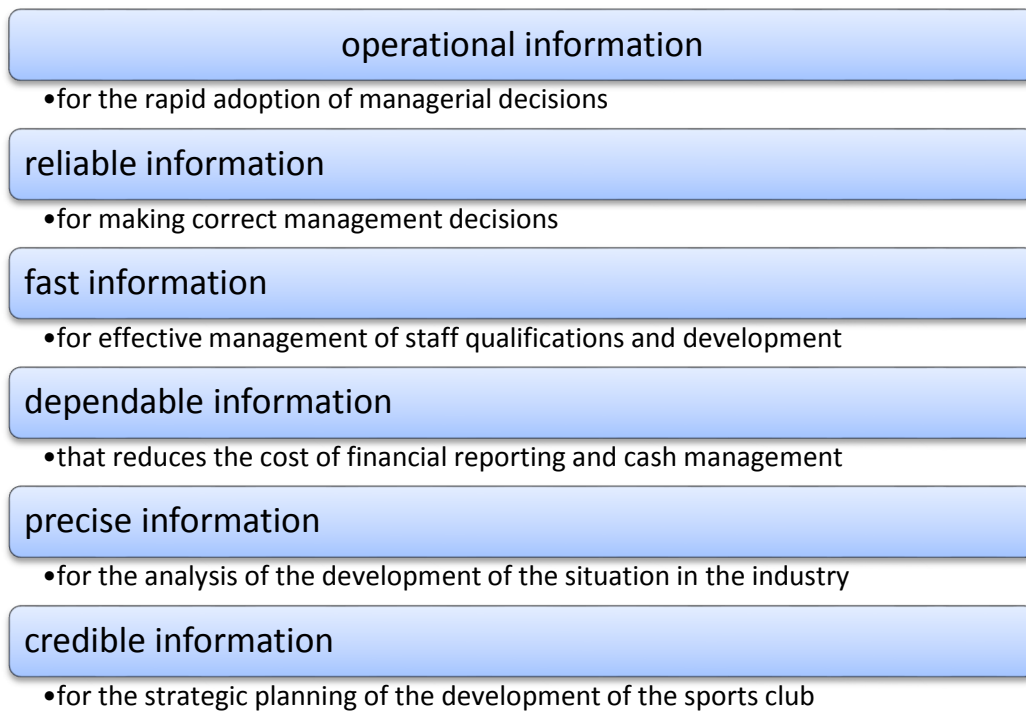 operational information
•for the rapid adoption of managerial decisions
reliable information
•for making correct management decisions
fast information
•for effective management of staff qualifications and development
dependable information
•that reduces the cost of financial reporting and cash management
precise information
•for the analysis of the development of the situation in the industry
credible information
•for the strategic planning of the development of the sports club